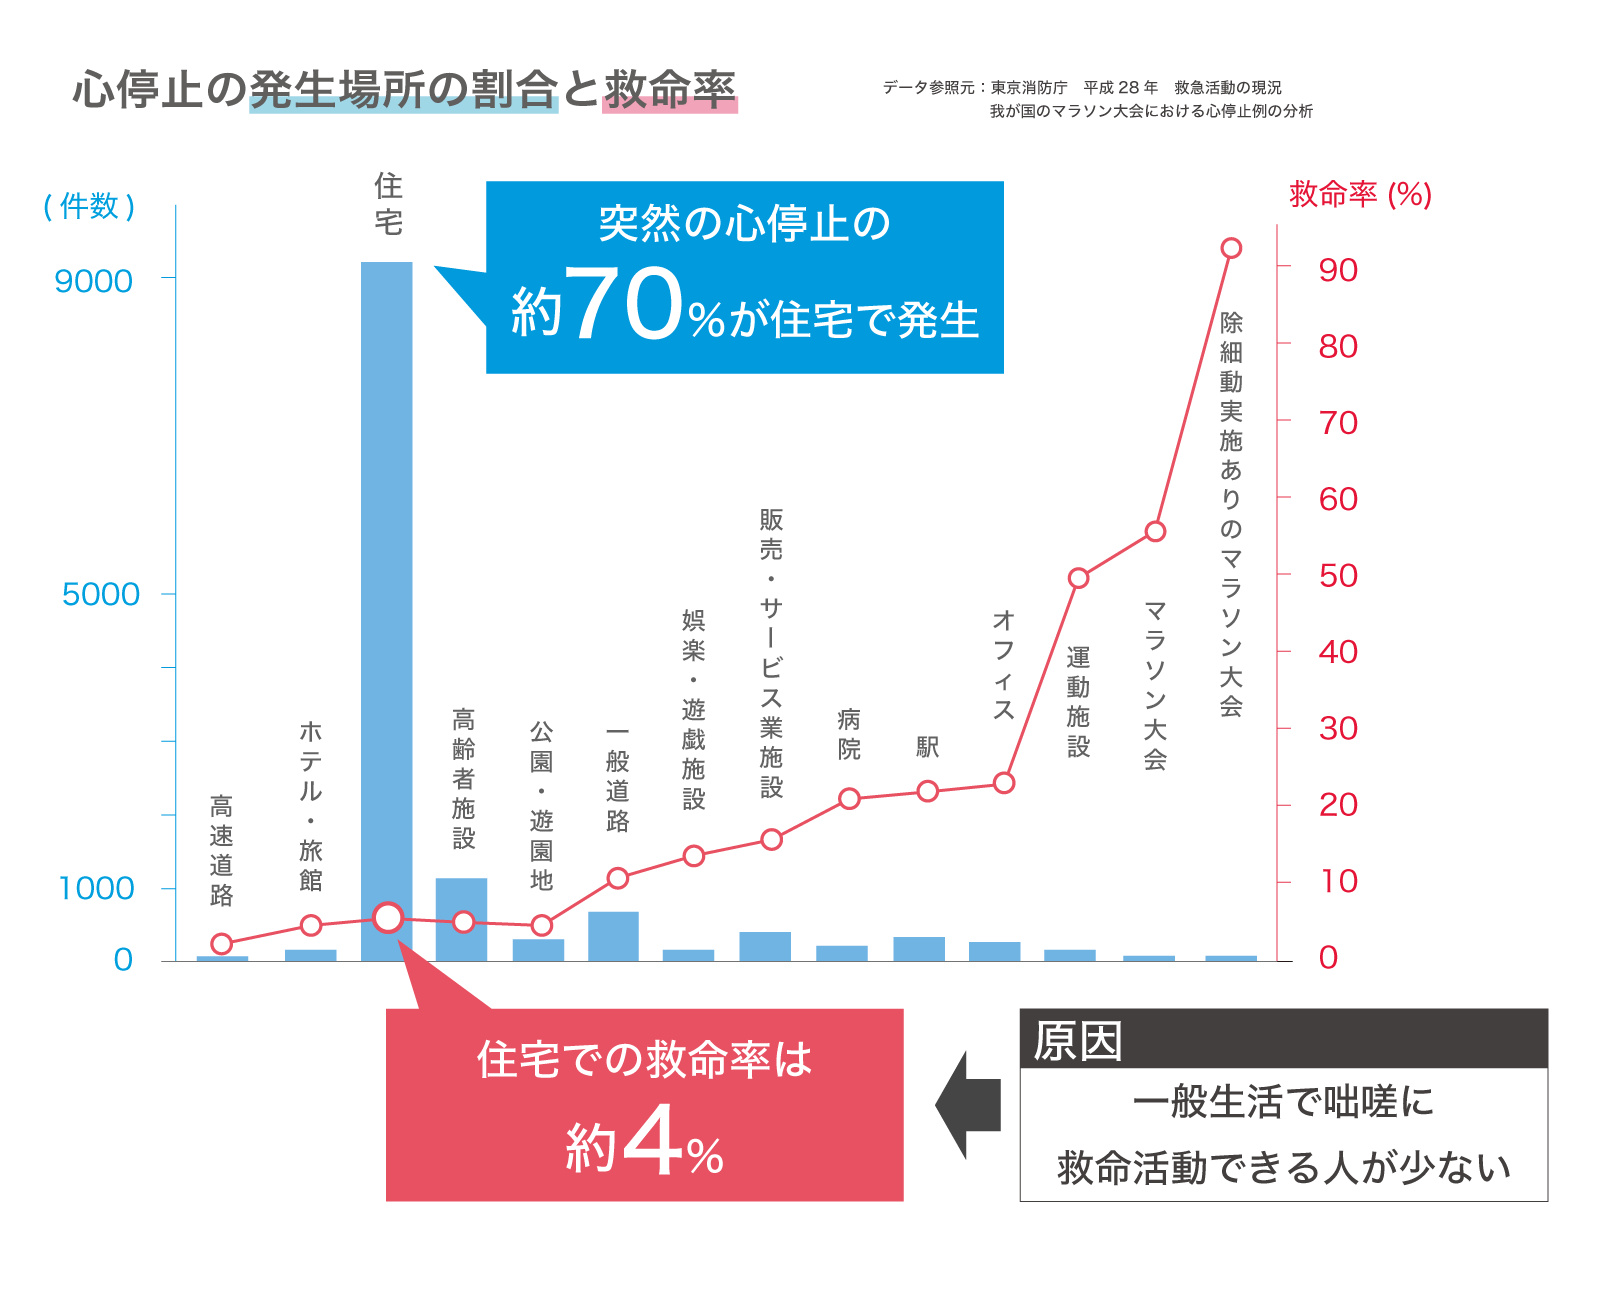 心停止の発生場所の割合と救命率
データ参照元：東京消防庁　平成28年　救急活動の現況
我が国のマラソン大会における心停止例の分析
(件数)
9000
5000
1000
0
救命率(%)
90
80
70
60
50
40
30
20
10
0
高速道路
ホテル・旅館
住宅
高齢者施設
公園・遊園地
一般道路
娯楽・遊戯施設
販売・サービス業施設
病院
駅
オフィス
運動施設
マラソン大会
除細動実施ありのマラソン大会
突然の心停止の
約70%が住宅で発生
住宅での救命率は
約4%
原因
一般生活で咄嗟に
救命活動できる人が少ない